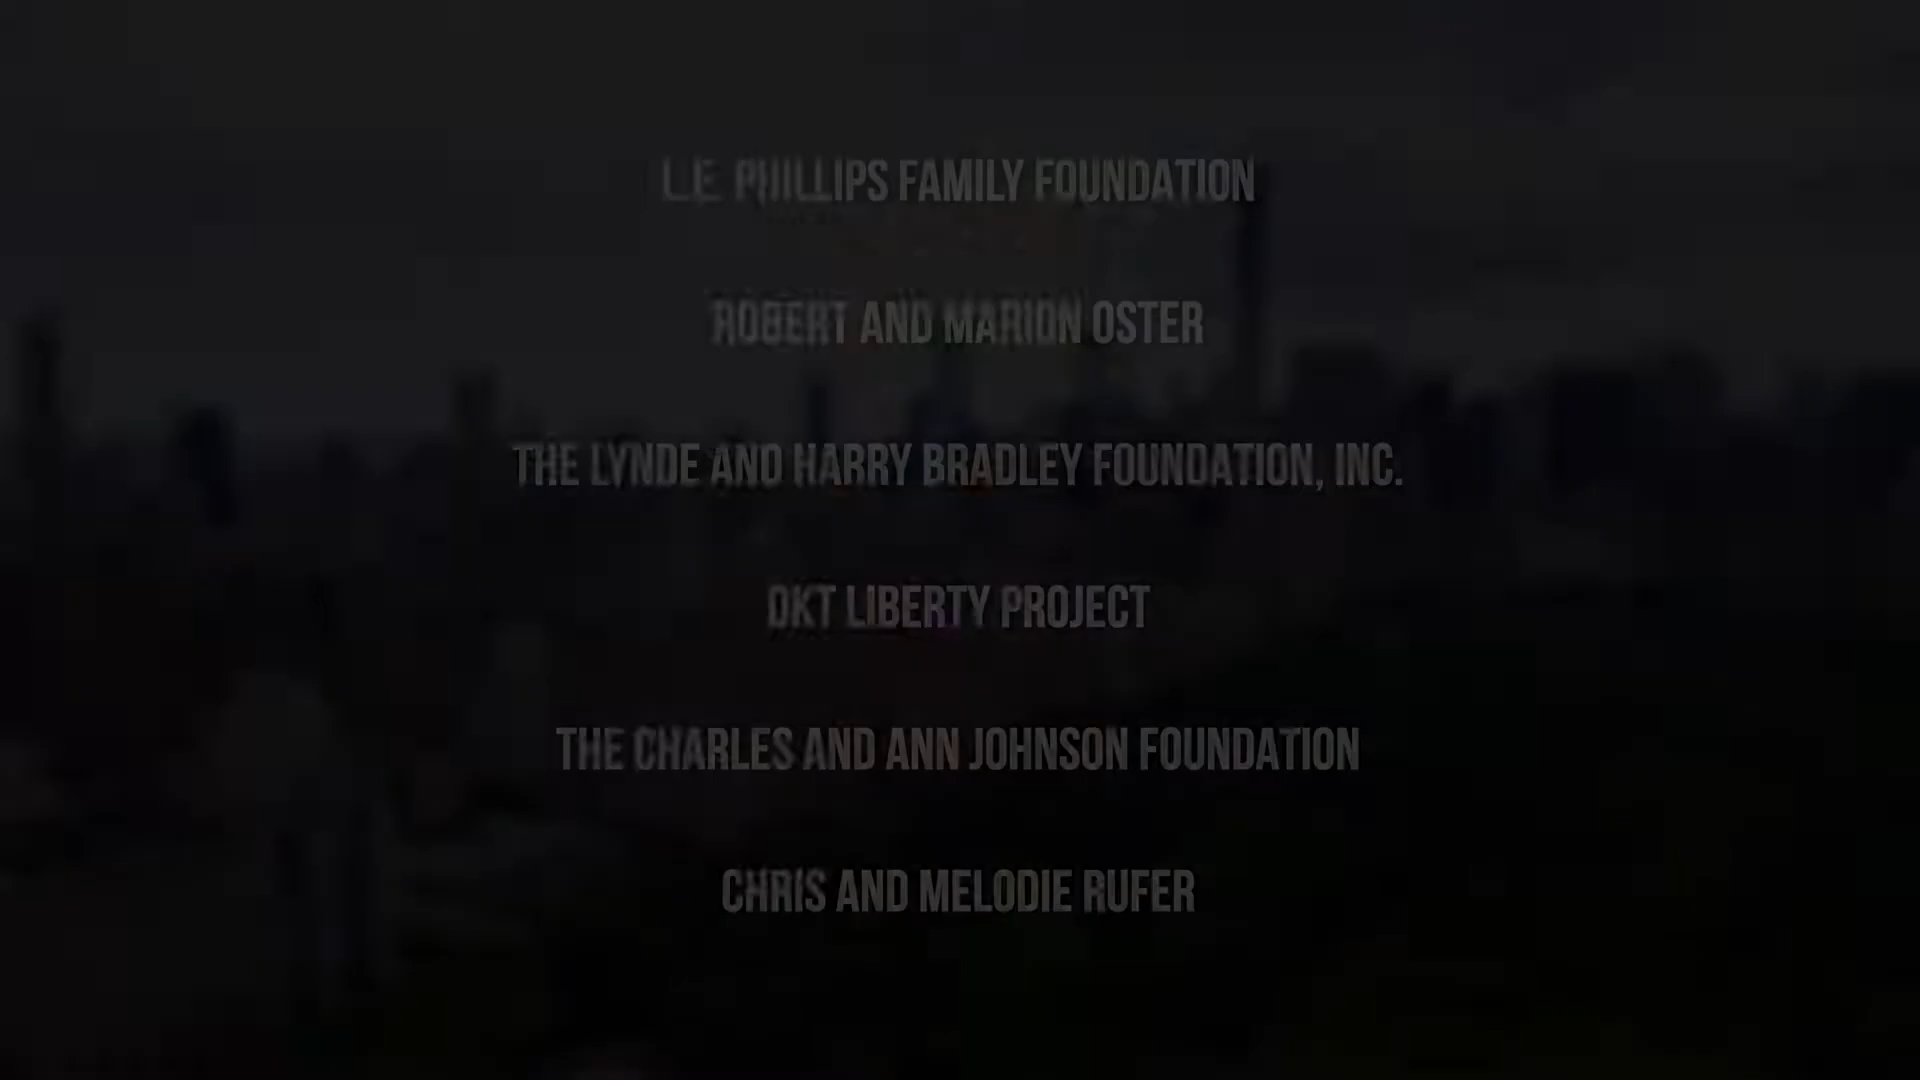 L.E. PHILLIPS FAMILY FOUNDATION
ROBERT AND MARION OSTER
THE LYNDE AND HARRY BRADLEY FOUNDATION, INC.
DKT LIBERTY PROJECT
THE CHARLES AND ANN JOHNSON FOUNDATION
CHRIS AND MELODIE RUFER